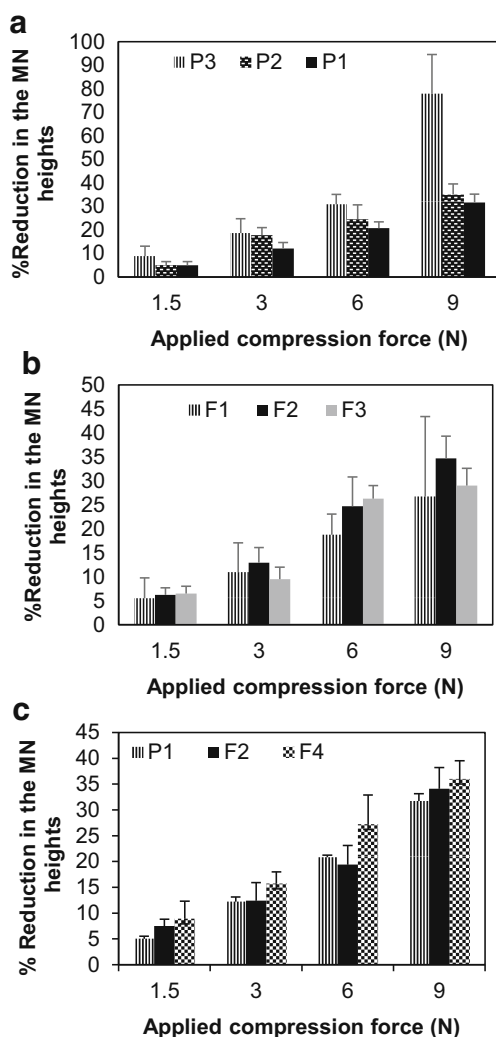 a
%Reduction in the MN
heights
100
90
80
70
60
50
40
30
20
10
0
P3 P2 P1
1.5 3 6 9
Applied compression force (N)
b
%Reduction in the MN
heights
50
45
40
35
30
25
20
15
10
5
0
F1 F2 F3
1.5 3 6 9
Applied compression force (N)
c
% Reduction in the MN
heights
45
40
35
30
25
20
15
10
5
0
P1 F2 F4
1.5 3 6 9
Applied compression force (N)